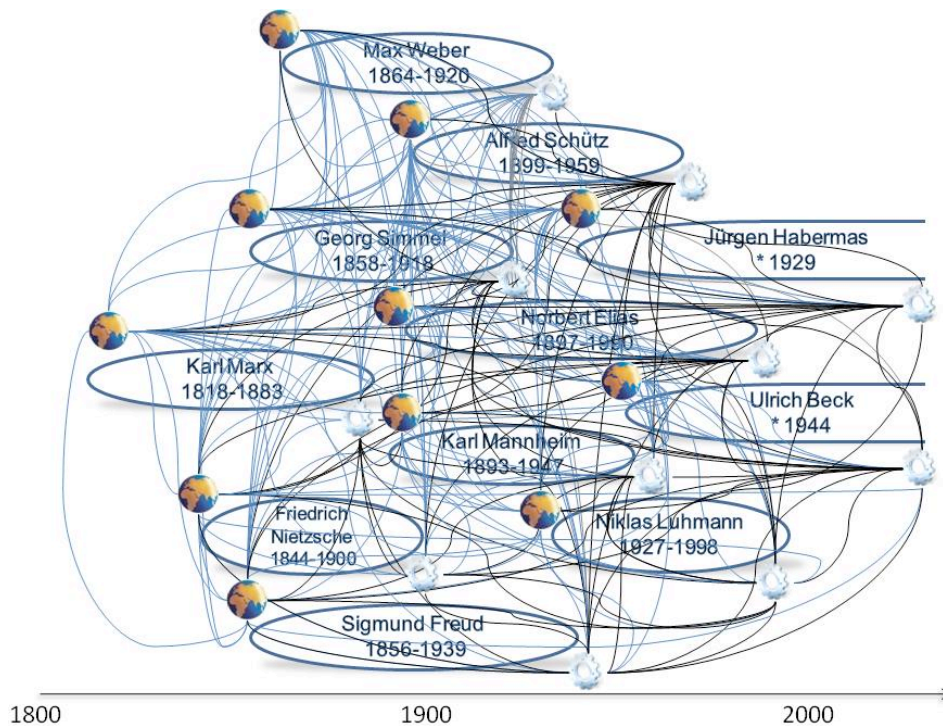 Max Weber
1864-1920
Alfred Schütz
1899-1959
Georg Simmel
1858-1918
Jürgen Habermas
* 1929
Norbert Elias
1897-1990
Karl Marx
1818-1883
Ulrich Beck
* 1944
Karl Mannheim
1893-1947
Friedrich
Nietzsche
1844-1900
Niklas Luhmann
1927-1998
Sigmund Freud
1856-1939
1800
1900
2000